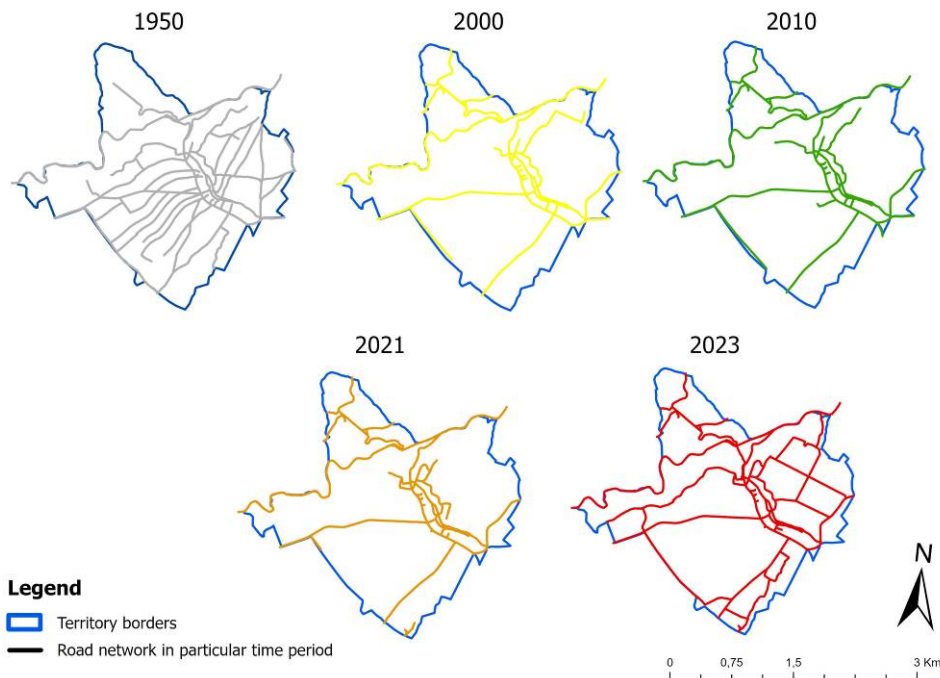 1950
2000
2010
2021
2023
Legend
Territory borders
Road network in particular time period
N
0 0,75 1,5 3 Km